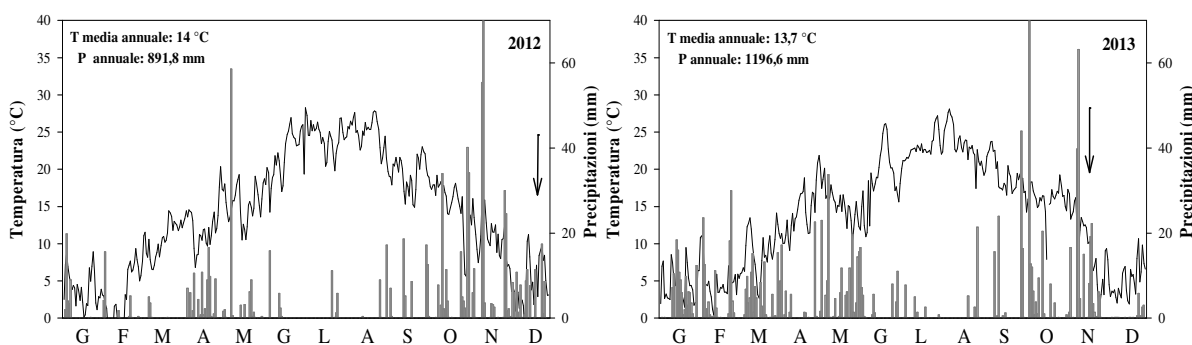 T media annuale: 14 °C
P annuale: 891,8 mm
2012
Temperatura (°C)
40
35
30
25
20
15
10
5
0
Precipitazioni (mm)
60
40
20
0
G F M A M G L A S O N D
T media annuale: 13,7 °C
P annuale: 1196,6 mm
2013
Temperatura (°C)
40
35
30
25
20
15
10
5
0
Precipitazioni (mm)
60
40
20
0
G F M A M G L A S O N D